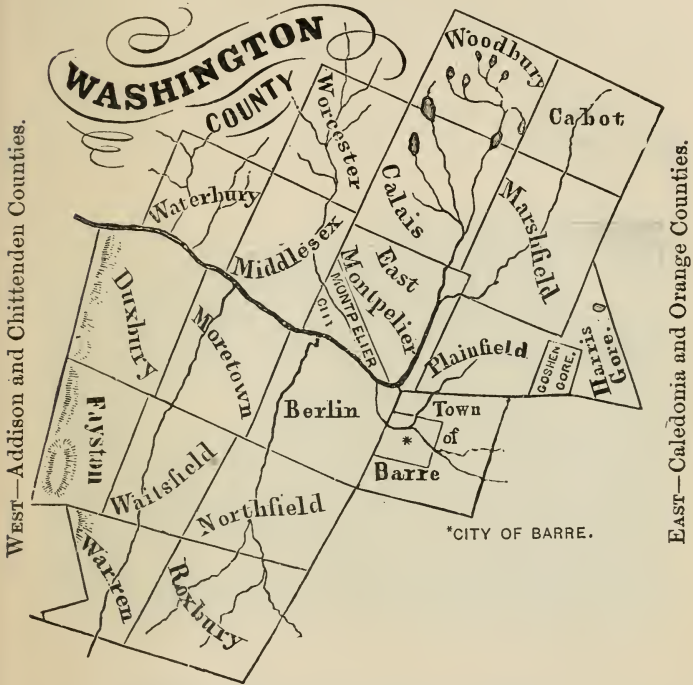 WASHINGTON
COUNTY
WEST—Addison and Chittenden Counties.
EAST—Caledonia and Orange Counties.
Woodbury
Cabot
Worcester
Calais
Marshfield
Waterbury
Middlesex
East
Montpelier
CITY
MONTPELIER
Duxbury
Moretown
Plainfield
GOSHEN
GORE.
Harris
Gore.
Berlin
Town
of
*
Barre
Fayston
Waitsfield
Northfield
*CITY OF BARRE.
Warren
Roxbury